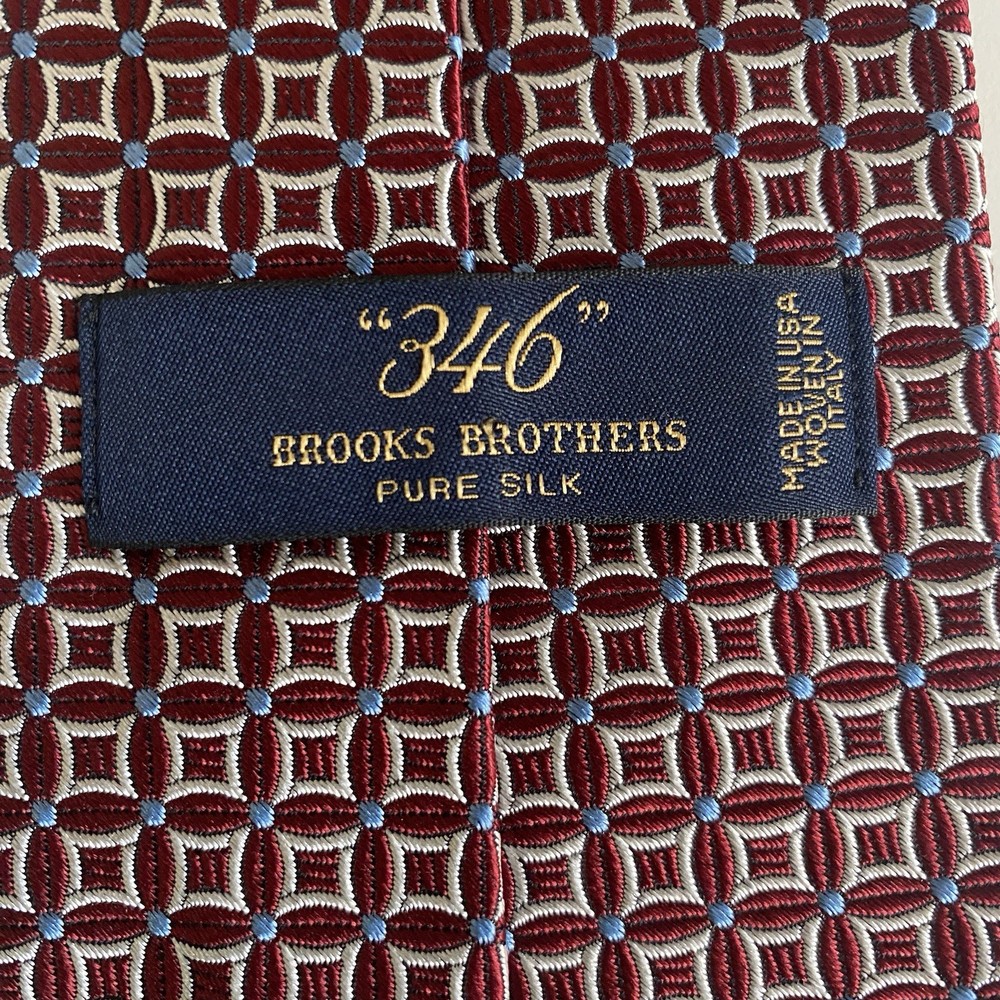 “346”
BROOKS BROTHERS
PURE SILK
MADE IN USA
WOVEN IN
ITALY